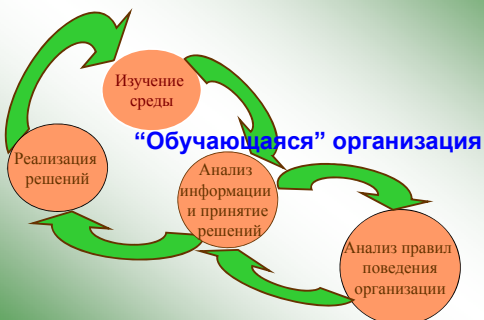 Изучение
среды
“Обучающаяся” организация
Реализация
решений
Анализ
информации
и принятие
решений
Анализ правил
поведения
организации